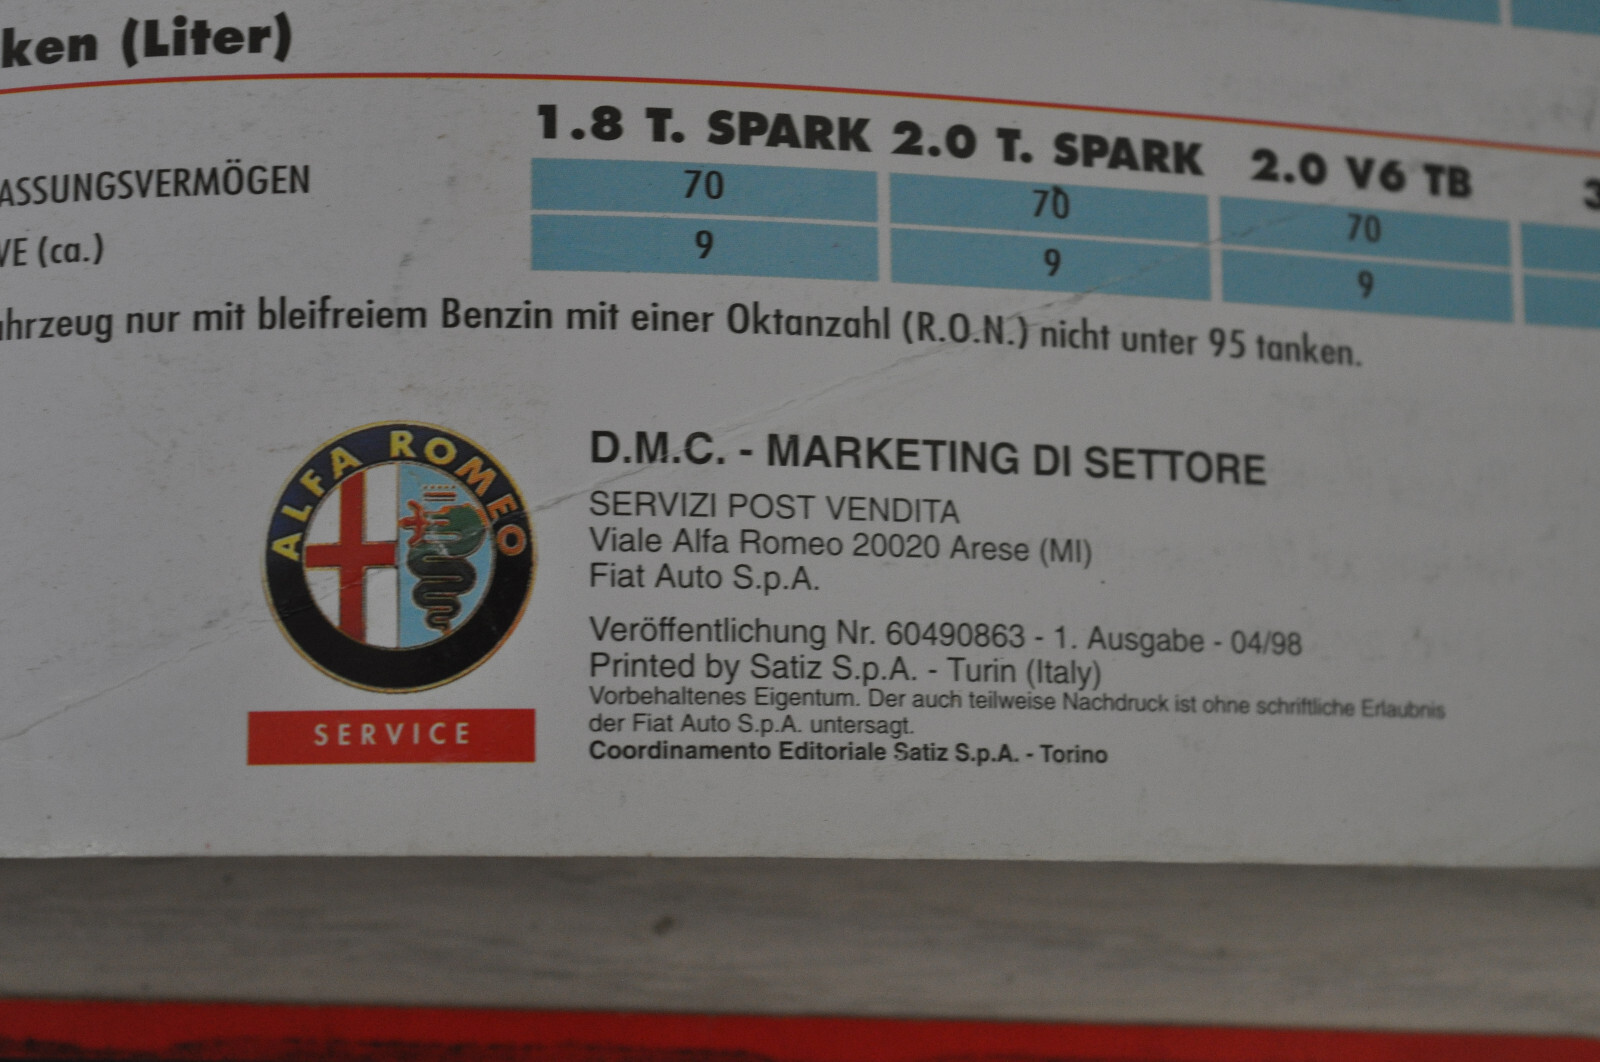 ken (Liter)
1.8 T. SPARK 2.0 T. SPARK 2.0 V6 TB 3
ASSUNGSVERMÖGEN 70 70 70
VE (ca.) 9 9 9
ahrzeug nur mit bleifreiem Benzin mit einer Oktanzahl (R.O.N.) nicht unter 95 tanken.
ALFA ROMEO
SERVICE
D.M.C. - MARKETING DI SETTORE
SERVIZI POST VENDITA
Viale Alfa Romeo 20020 Arese (MI)
Fiat Auto S.p.A.
Veröffentlichung Nr. 60490863 - 1. Ausgabe - 04/98
Printed by Satiz S.p.A. - Turin (Italy)
Vorbehaltenes Eigentum. Der auch teilweise Nachdruck ist ohne schriftliche Erlaubnis
der Fiat Auto S.p.A. untersagt.
Coordinamento Editoriale Satiz S.p.A. - Torino